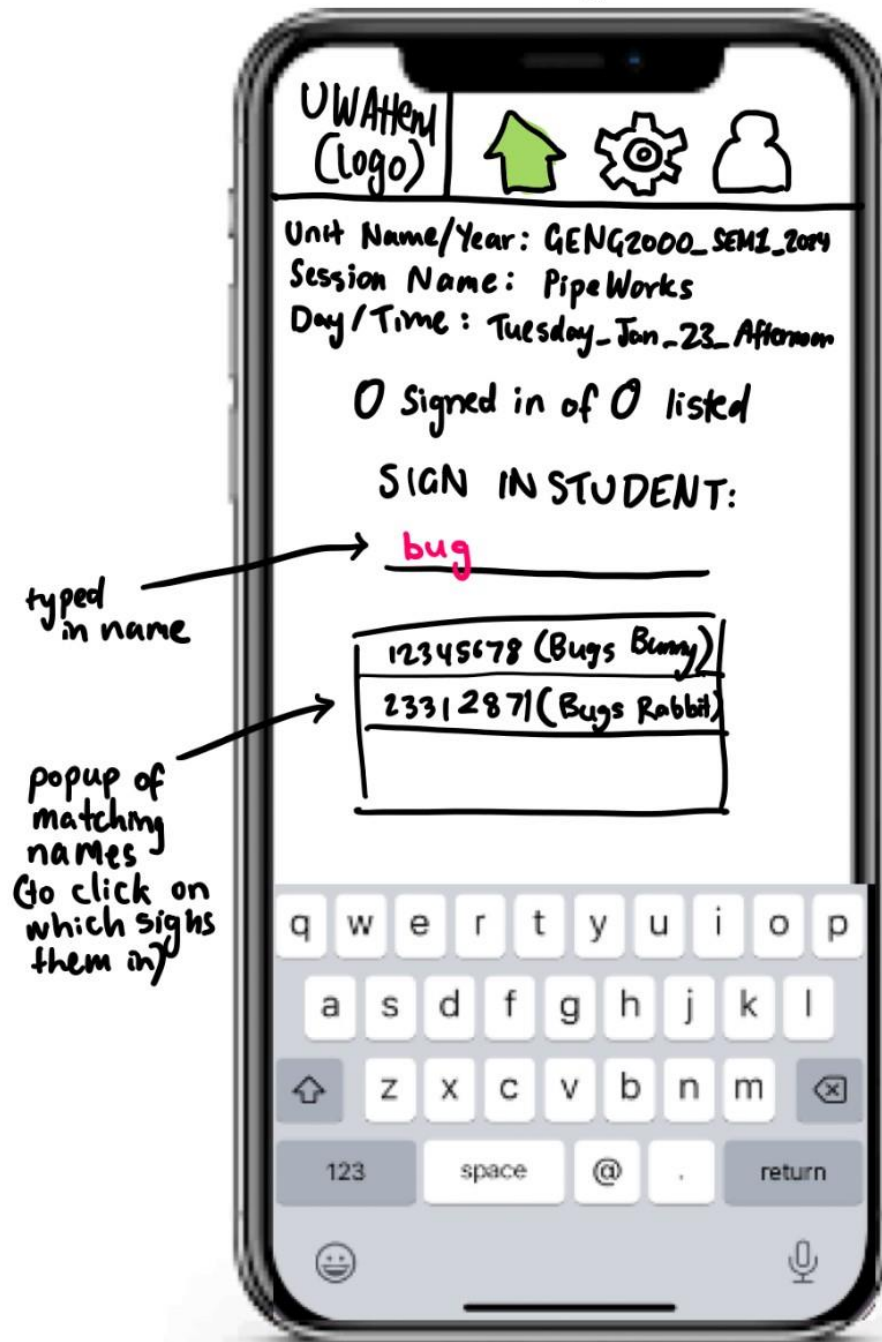 UWAttend
(logo)
Unit Name/Year: GENG2000_SEM1_2024
Session Name: PipeWorks
Day/Time: Tuesday_Jan_23_Afternoon
0 Signed in of 0 listed
SIGN IN STUDENT:
bug
typed
in name
12345678 (Bugs Bunny)
23312871 (Bugs Rabbit)
popup of
matching
names
(to click on
which signs
them in)
q w e r t y u i o p
a s d f g h j k l
z x c v b n m
123 space @ . return